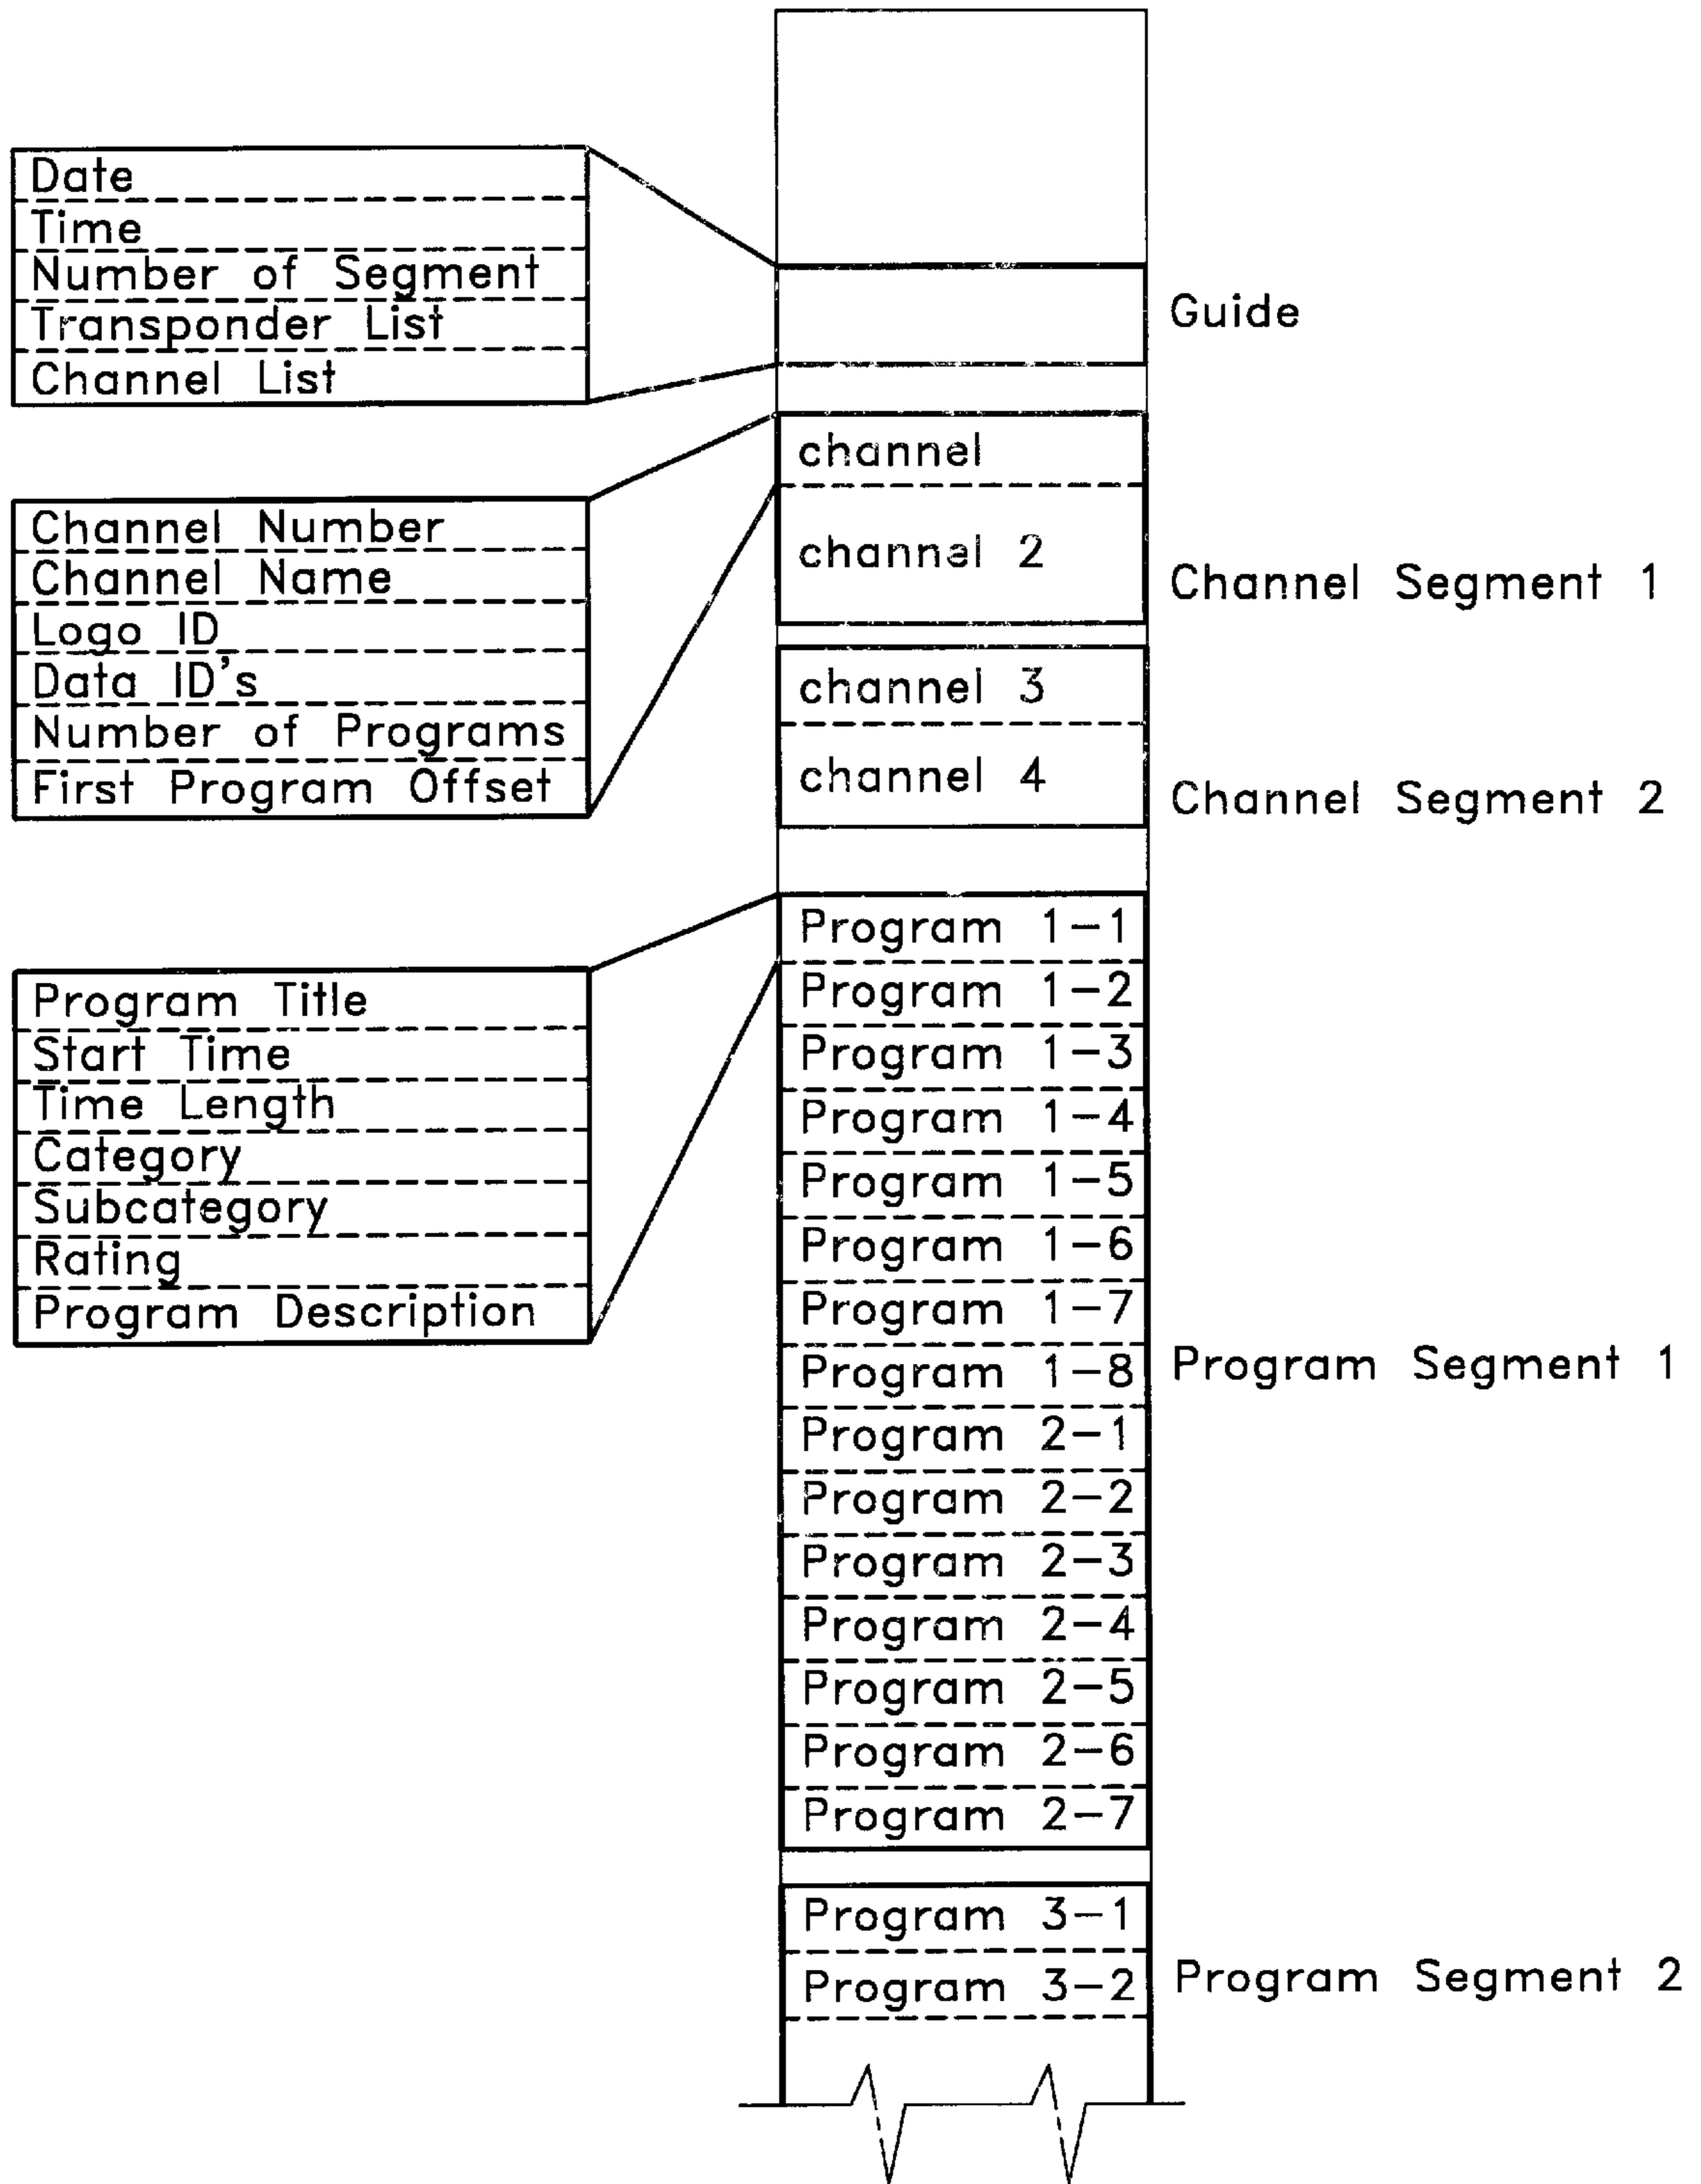 Date
Time
Number of Segment
Transponder List
Channel List
Guide
Channel Number
Channel Name
Logo ID
Data ID's
Number of Programs
First Program Offset
channel
channel 2
Channel Segment 1
channel 3
channel 4
Channel Segment 2
Program Title
Start Time
Time Length
Category
Subcategory
Rating
Program Description
Program 1-1
Program 1-2
Program 1-3
Program 1-4
Program 1-5
Program 1-6
Program 1-7
Program 1-8
Program 2-1
Program 2-2
Program 2-3
Program 2-4
Program 2-5
Program 2-6
Program 2-7
Program Segment 1
Program 3-1
Program 3-2
Program Segment 2